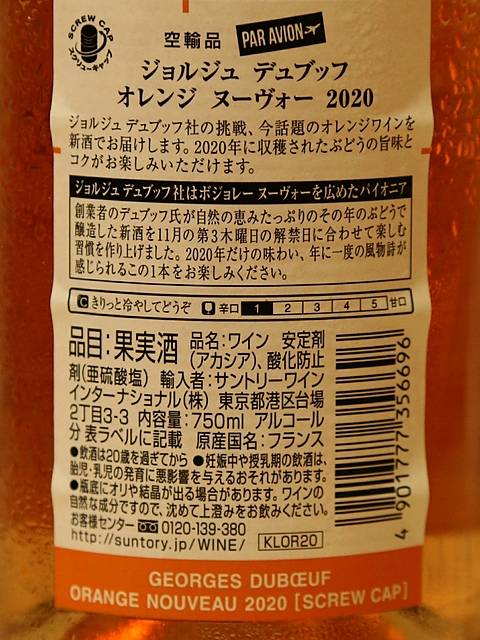 SCREW CAP
スクリューキャップ
空輸品 PAR AVION
ジョルジュ デュブッフ
オレンジ ヌーヴォー 2020
ジョルジュ デュブッフ社の挑戦、今話題のオレンジワインを
新酒でお届けします。2020年に収穫されたぶどうの旨味と
コクがお楽しみいただけます。
ジョルジュ デュブッフ社はボジョレー ヌーヴォーを広めたパイオニア
創業者のデュブッフ氏が自然の恵みたっぷりのその年のぶどうで
醸造した新酒を11月の第3木曜日の解禁日に合わせて楽しむ
習慣を作り上げました。2020年だけの味わい、年に一度の風物詩が
感じられるこの1本をお楽しみください。
℃ きりっと冷やしてどうぞ 辛口 1 2 3 4 5 甘口
品目:果実酒 品名:ワイン 安定剤
(アカシア)、酸化防止
剤(亜硫酸塩) 輸入者:サントリーワイン
インターナショナル(株) 東京都港区台場
2丁目3-3 内容量:750ml アルコール
分 表ラベルに記載 原産国名:フランス
●飲酒は20歳を過ぎてから ●妊娠中や授乳期の飲酒は、
胎児・乳児の発育に悪影響を与えるおそれがあります。
●瓶底にオリや結晶が出る場合があります。ワインの
自然な成分ですので、沈めて上澄みをお飲みください。
お客様センター 0120-139-380
http://suntory.jp/WINE/ KLOR20
4 901777 356696
GEORGES DUBŒUF
ORANGE NOUVEAU 2020 [SCREW CAP]